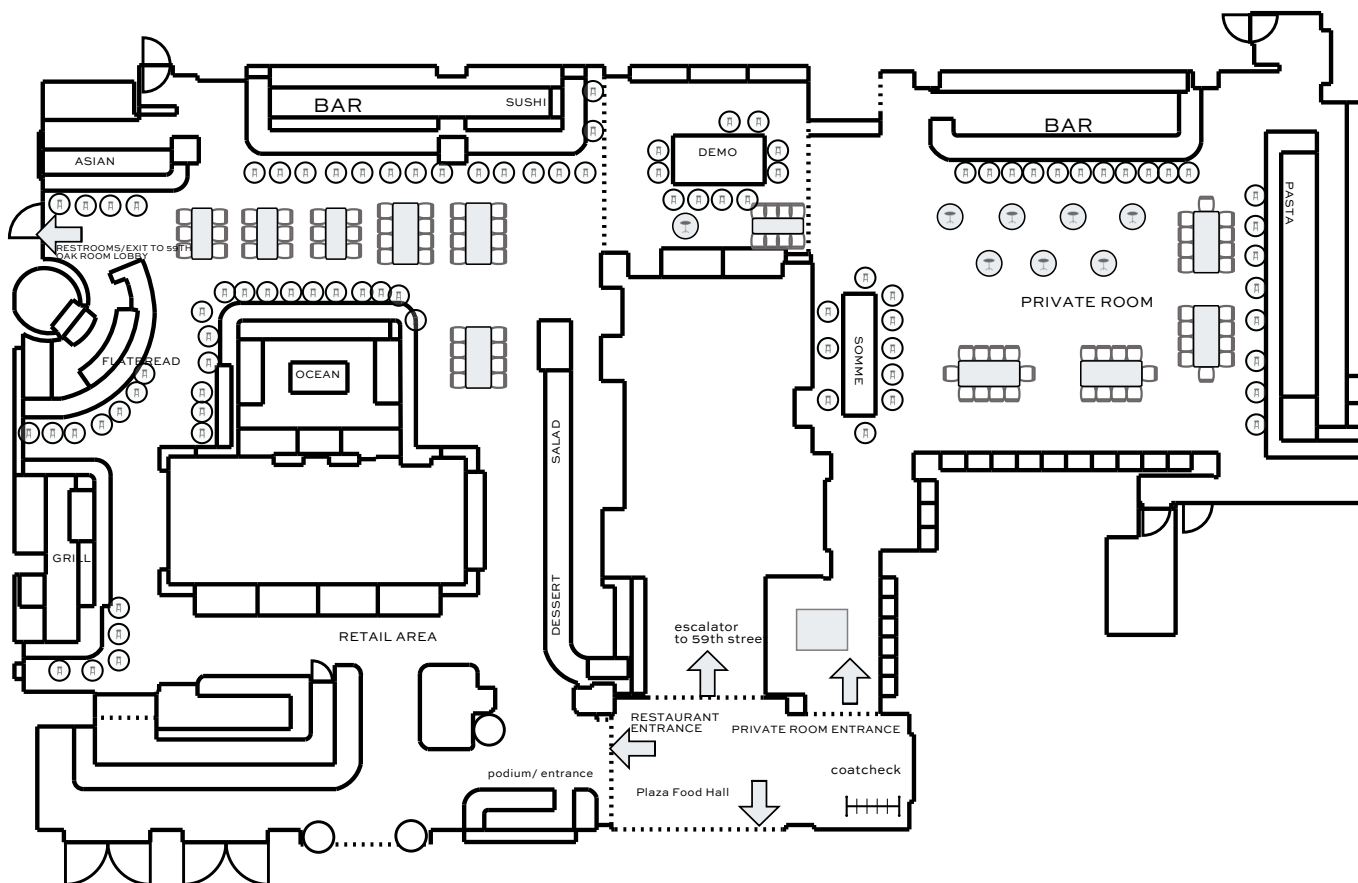 BAR
SUSHI
BAR
DEMO
ASIAN
PASTA
RESTROOMS/EXIT TO 59TH
OAK ROOM LOBBY
PRIVATE ROOM
FLATBREAD
SOMME
OCEAN
SALAD
GRILL
DESSERT
RETAIL AREA
escalator
to 59th street
RESTAURANT
ENTRANCE
PRIVATE ROOM ENTRANCE
podium/ entrance
coatcheck
Plaza Food Hall